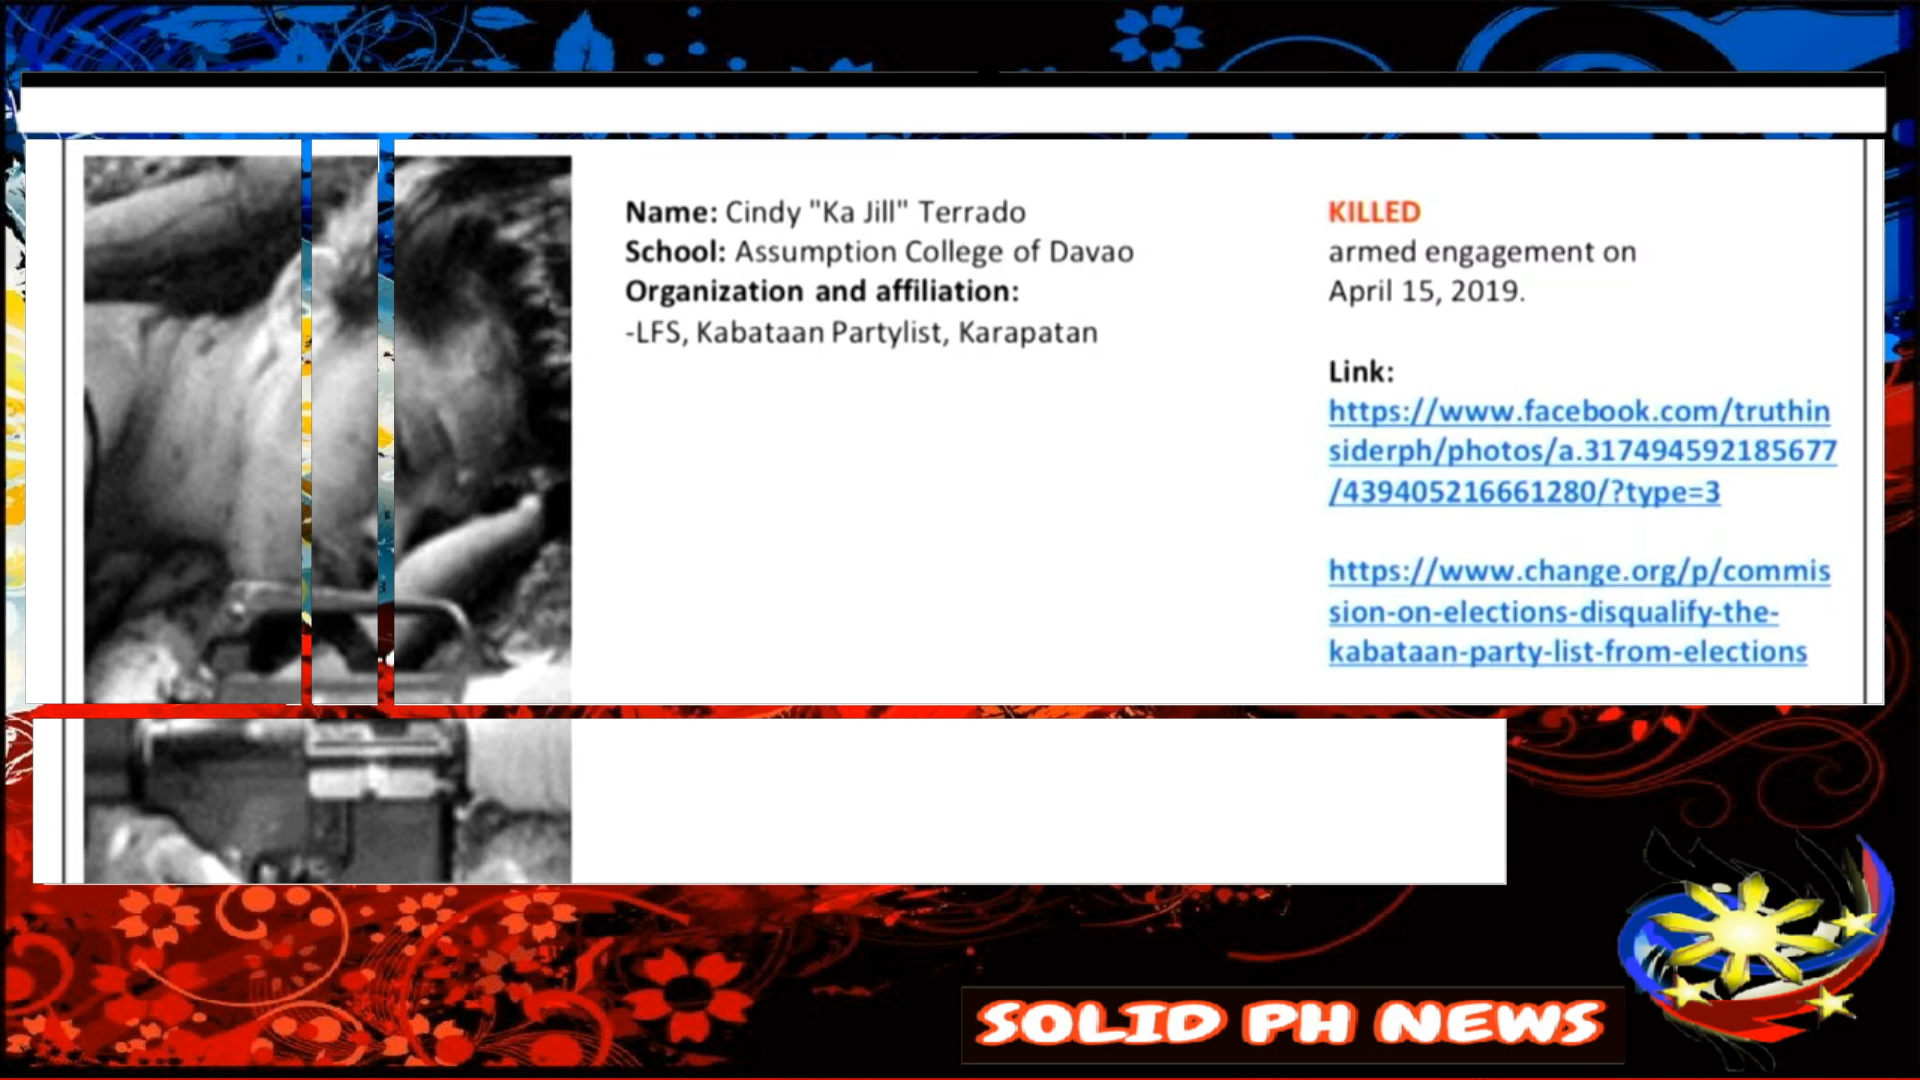 Name: Cindy "Ka Jill" Terrado
School: Assumption College of Davao
Organization and affiliation:
-LFS, Kabataan Partylist, Karapatan
KILLED
armed engagement on
April 15, 2019.
Link:
https://www.facebook.com/truthin
siderph/photos/a.317494592185677
/439405216661280/?type=3
https://www.change.org/p/commis
sion-on-elections-disqualify-the-
kabataan-party-list-from-elections
SOLID PH NEWS